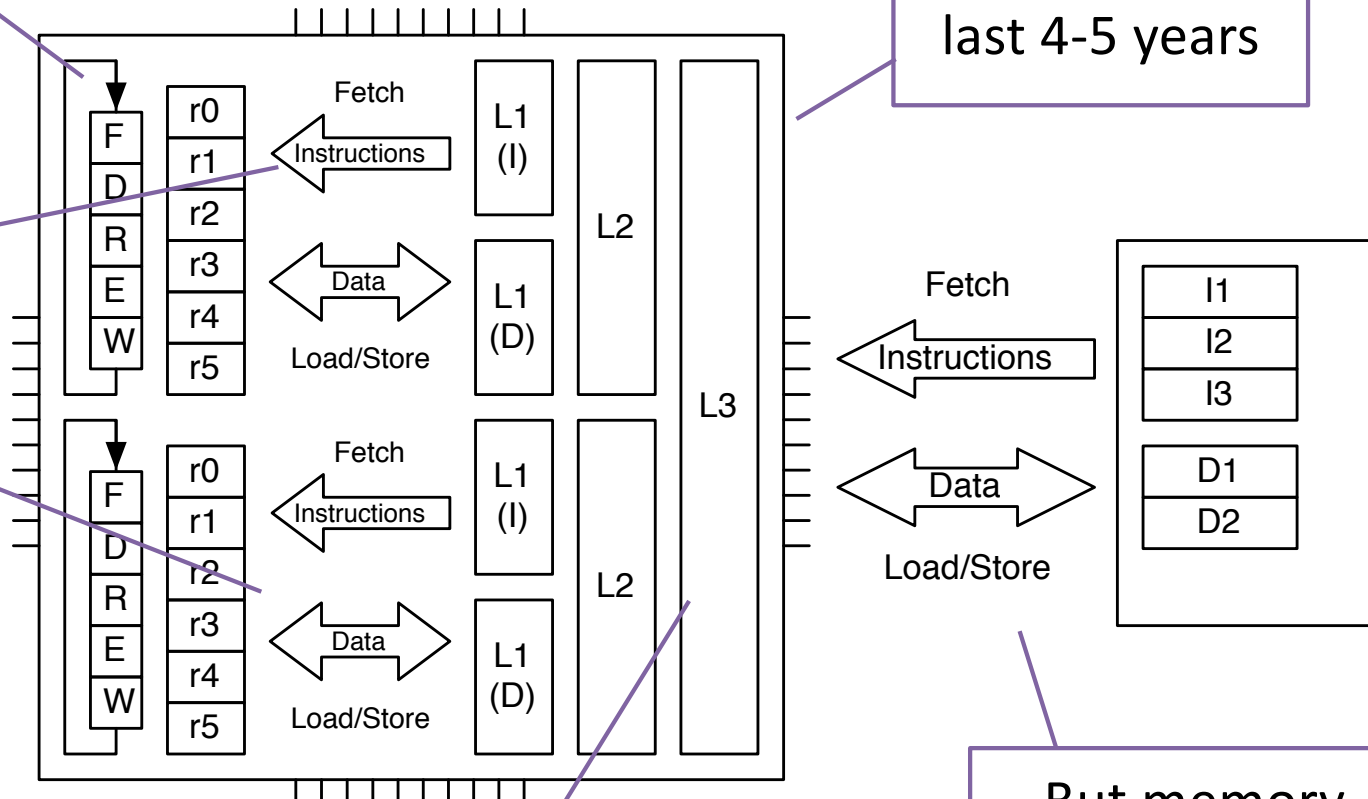 last 4-5 years
F
D
R
E
W
r0
r1
r2
r3
r4
r5
Fetch
Instructions
Data
Load/Store
L1
(I)
L1
(D)
L2
F
D
R
E
W
r0
r1
r2
r3
r4
r5
Fetch
Instructions
Data
Load/Store
L1
(I)
L1
(D)
L2
L3
Fetch
Instructions
Data
Load/Store
I1
I2
I3
D1
D2
But memory